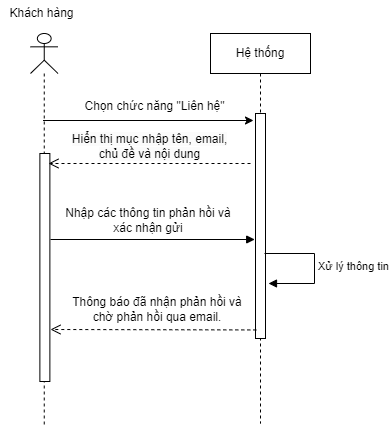 Khách hàng
Hệ thống
Chọn chức năng "Liên hệ"
Hiển thị mục nhập tên, email,
chủ đề và nội dung
Nhập các thông tin phản hồi và
xác nhận gửi
Xử lý thông tin
Thông báo đã nhận phản hồi và
chờ phản hồi qua email.